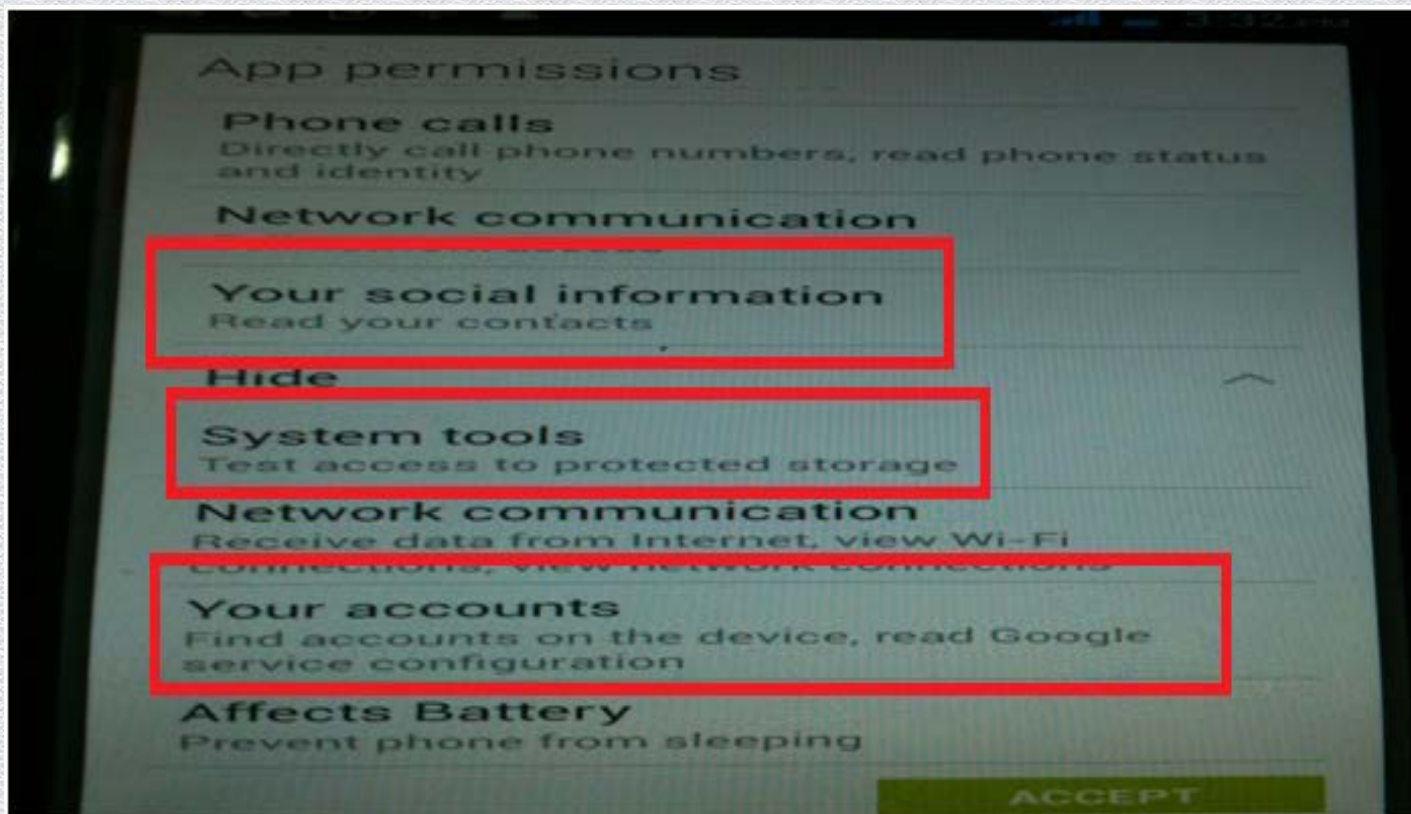 3:32 PM
App permissions
Phone calls
Directly call phone numbers, read phone status
and identity
Network communication
Your social information
Read your contacts
Hide
System tools
Test access to protected storage
Network communication
Receive data from Internet, view Wi-Fi
connections, view network connections
Your accounts
Find accounts on the device, read Google
service configuration
Affects Battery
Prevent phone from sleeping
ACCEPT